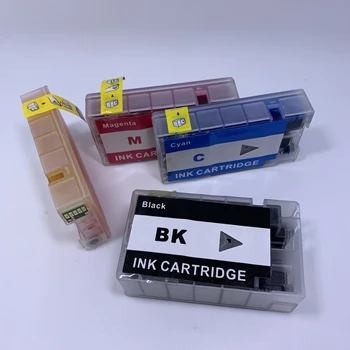 Magenta
M
INK CARTRIDGE
Cyan
C
INK CARTRIDGE
Black
BK
INK CARTRIDGE